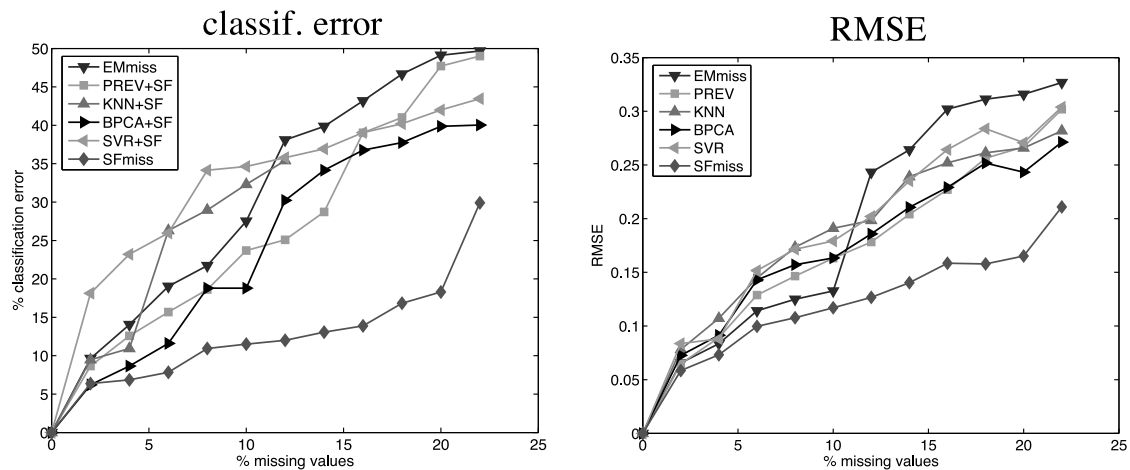 classif. error
50
45
40
35
30
25
20
15
10
5
0
% classification error
EMmiss
PREV+SF
KNN+SF
BPCA+SF
SVR+SF
SFmiss
0
5
10
15
20
25
% missing values
RMSE
0.35
0.3
0.25
0.2
0.15
0.1
0.05
0
RMSE
EMmiss
PREV
KNN
BPCA
SVR
SFmiss
0
5
10
15
20
25
% missing values